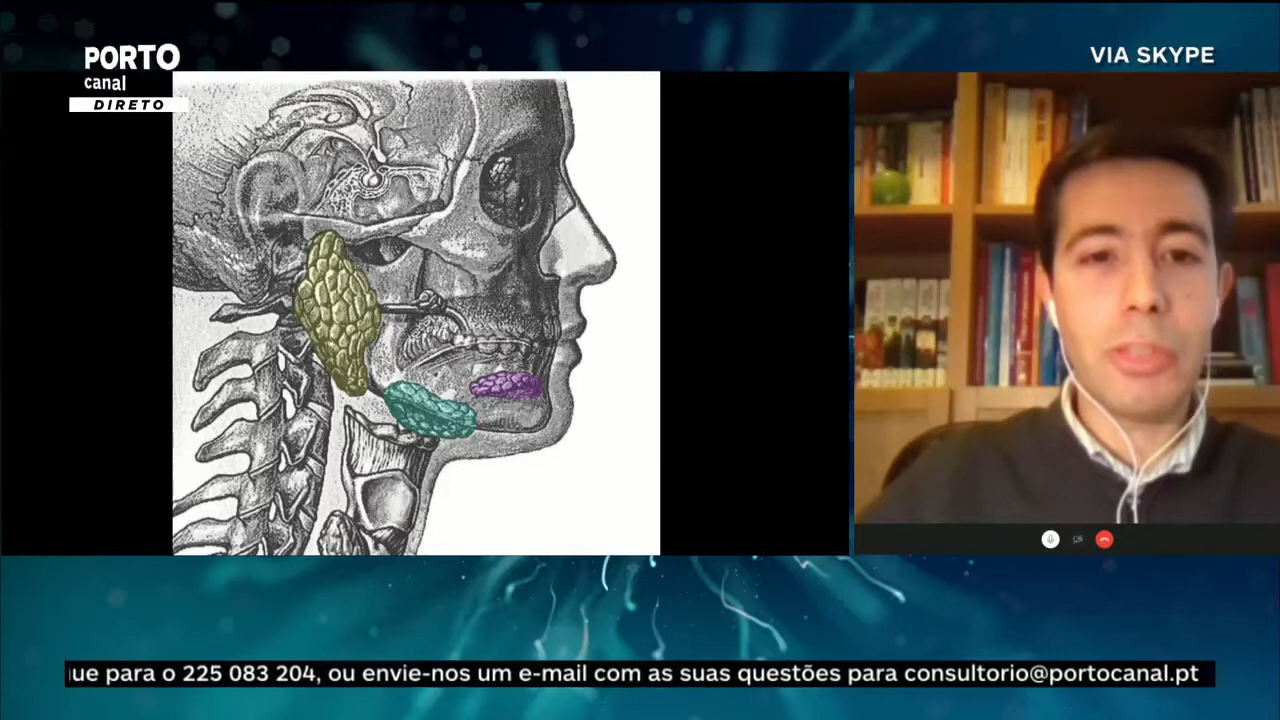 PORTO
canal
DIRETO
VIA SKYPE
ue para o 225 083 204, ou envie-nos um e-mail com as suas questões para consultorio@portocanal.pt